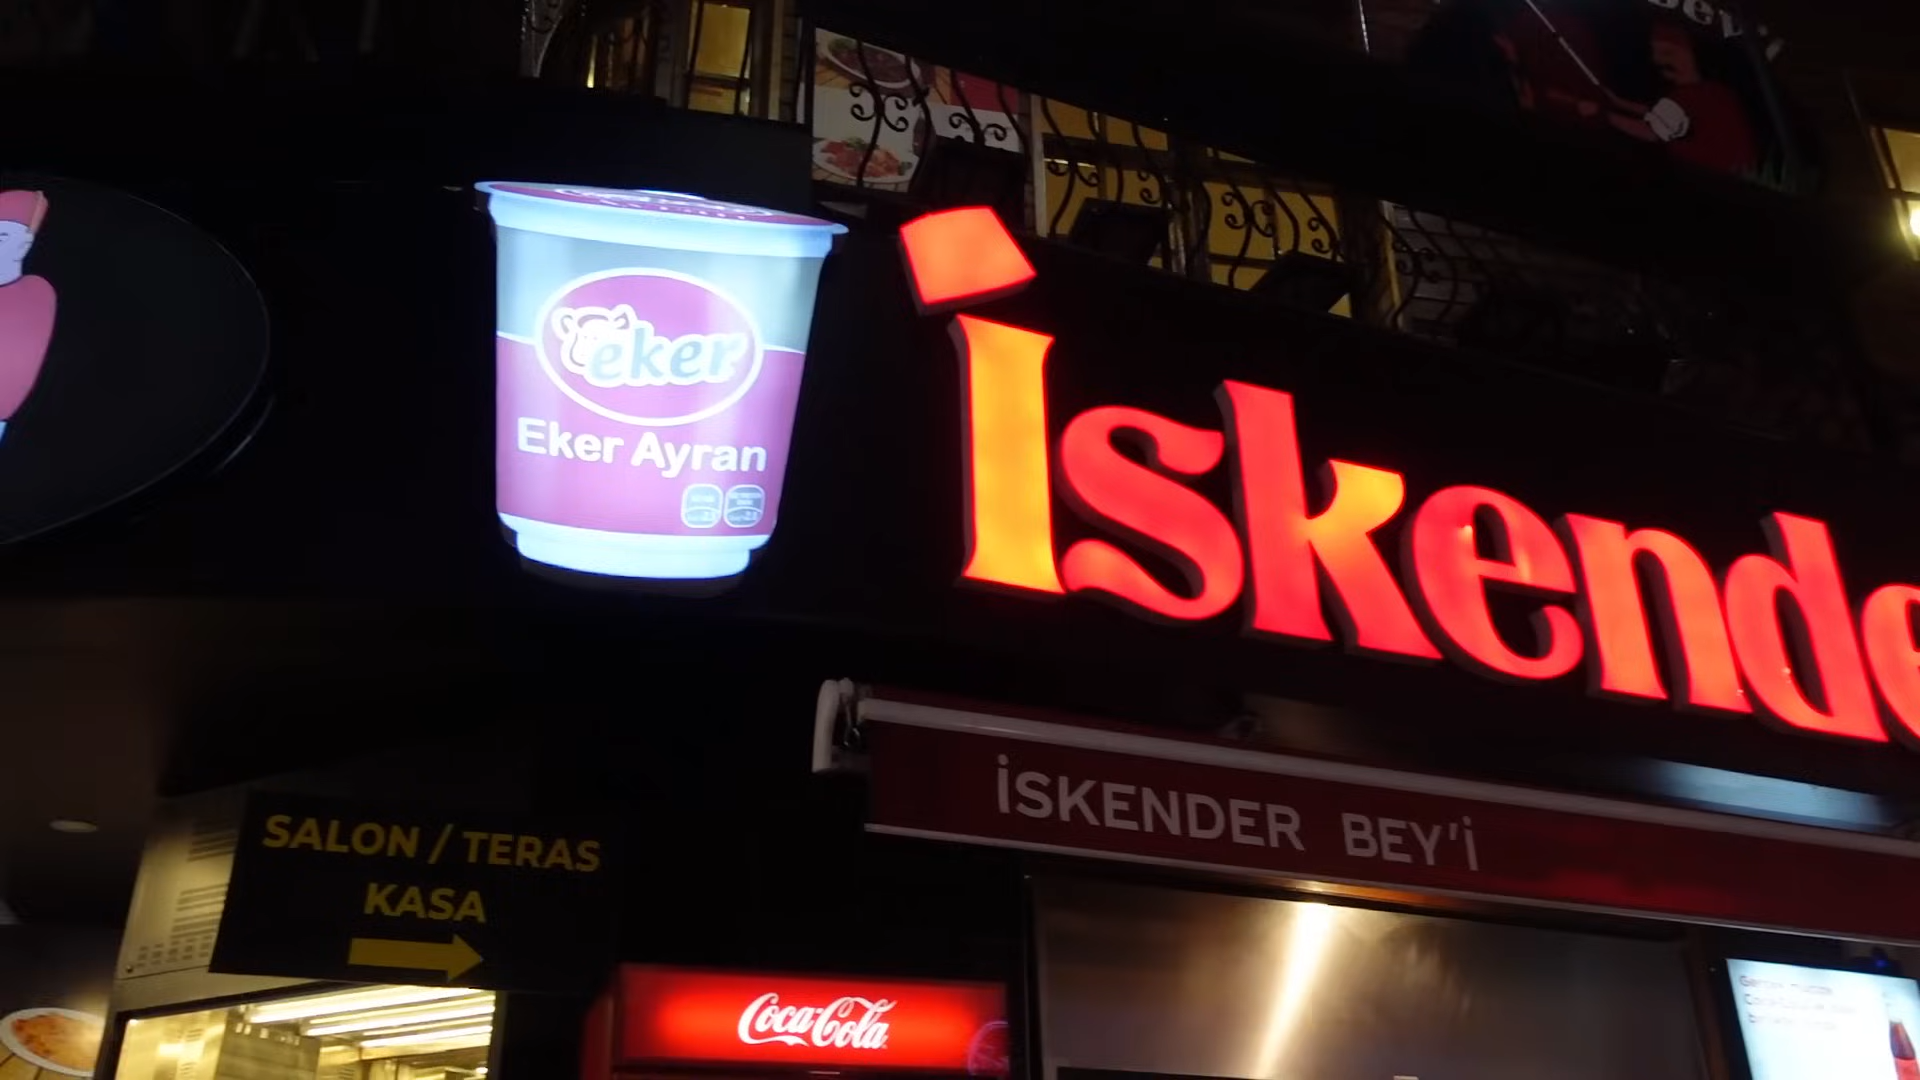 eker
Eker Ayran
İskende
İSKENDER BEY'İ
SALON / TERAS
KASA
Coca-Cola